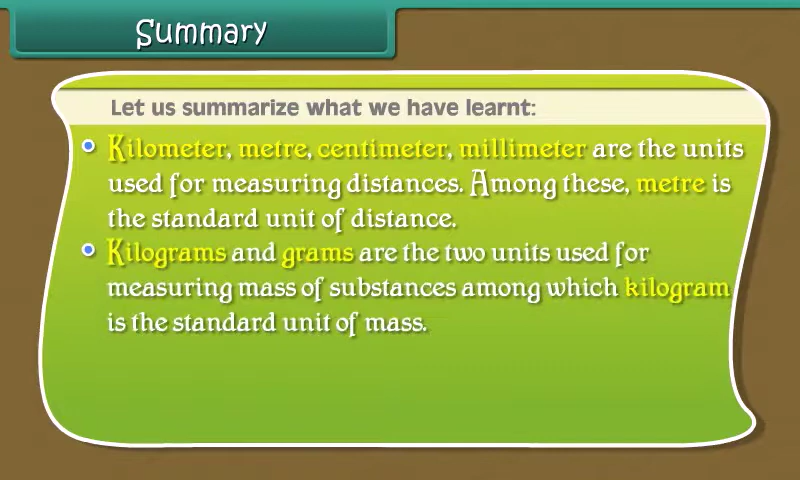 Summary
Let us summarize what we have learnt:
Kilometer, metre, centimeter, millimeter are the units
used for measuring distances. Among these, metre is
the standard unit of distance.
Kilograms and grams are the two units used for
measuring mass of substances among which kilogram
is the standard unit of mass.